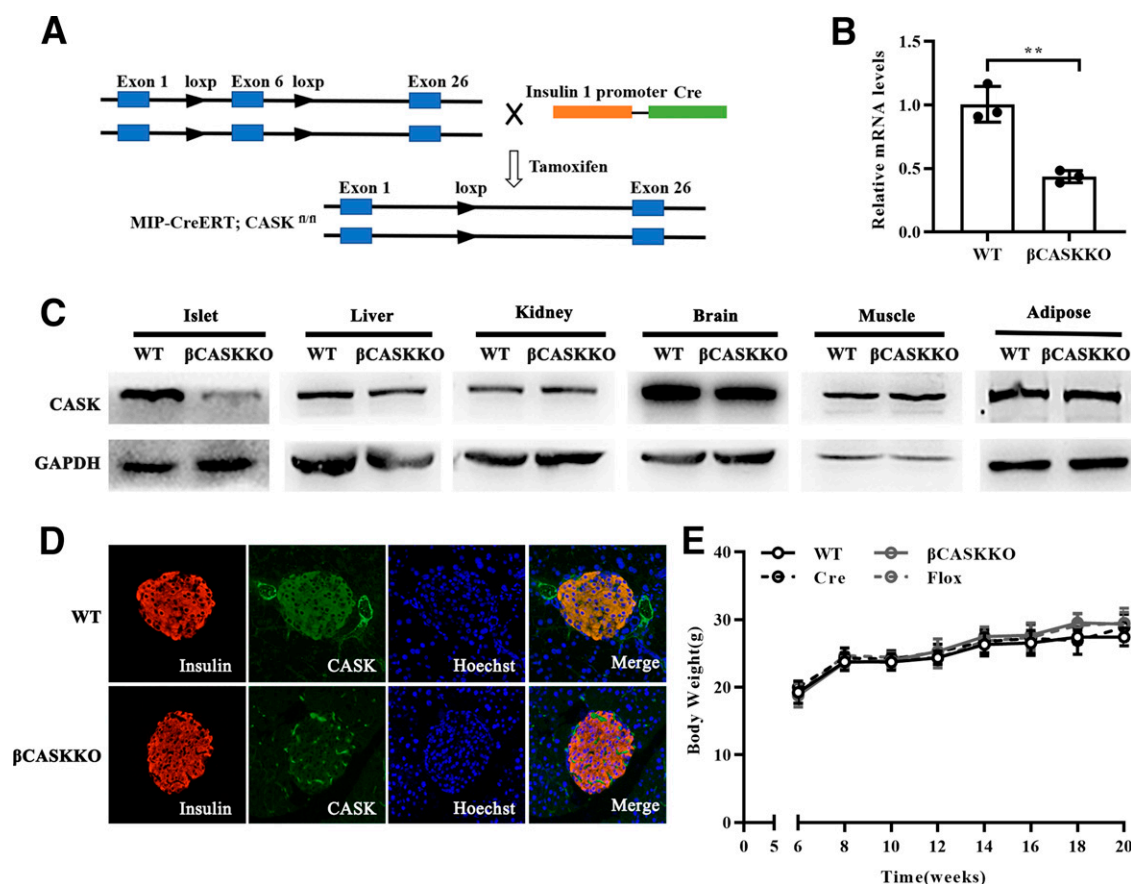 A
Exon 1 loxp Exon 6 loxp Exon 26
Insulin 1 promoter Cre
Tamoxifen
Exon 1 loxp Exon 26
MIP-CreERT; CASK fl/fl
B
Relative mRNA levels
1.5
1.0
0.5
0.0
**
WT βCASKKO
C
Islet Liver Kidney Brain Muscle Adipose
WT βCASKKO WT βCASKKO WT βCASKKO WT βCASKKO WT βCASKKO WT βCASKKO
CASK
GAPDH
D
WT
Insulin CASK Hoechst Merge
βCASKKO
Insulin CASK Hoechst Merge
E
Body Weight(g)
40
30
20
10
0
WT βCASKKO
Cre Flox
0 5 6 8 10 12 14 16 18 20
Time(weeks)